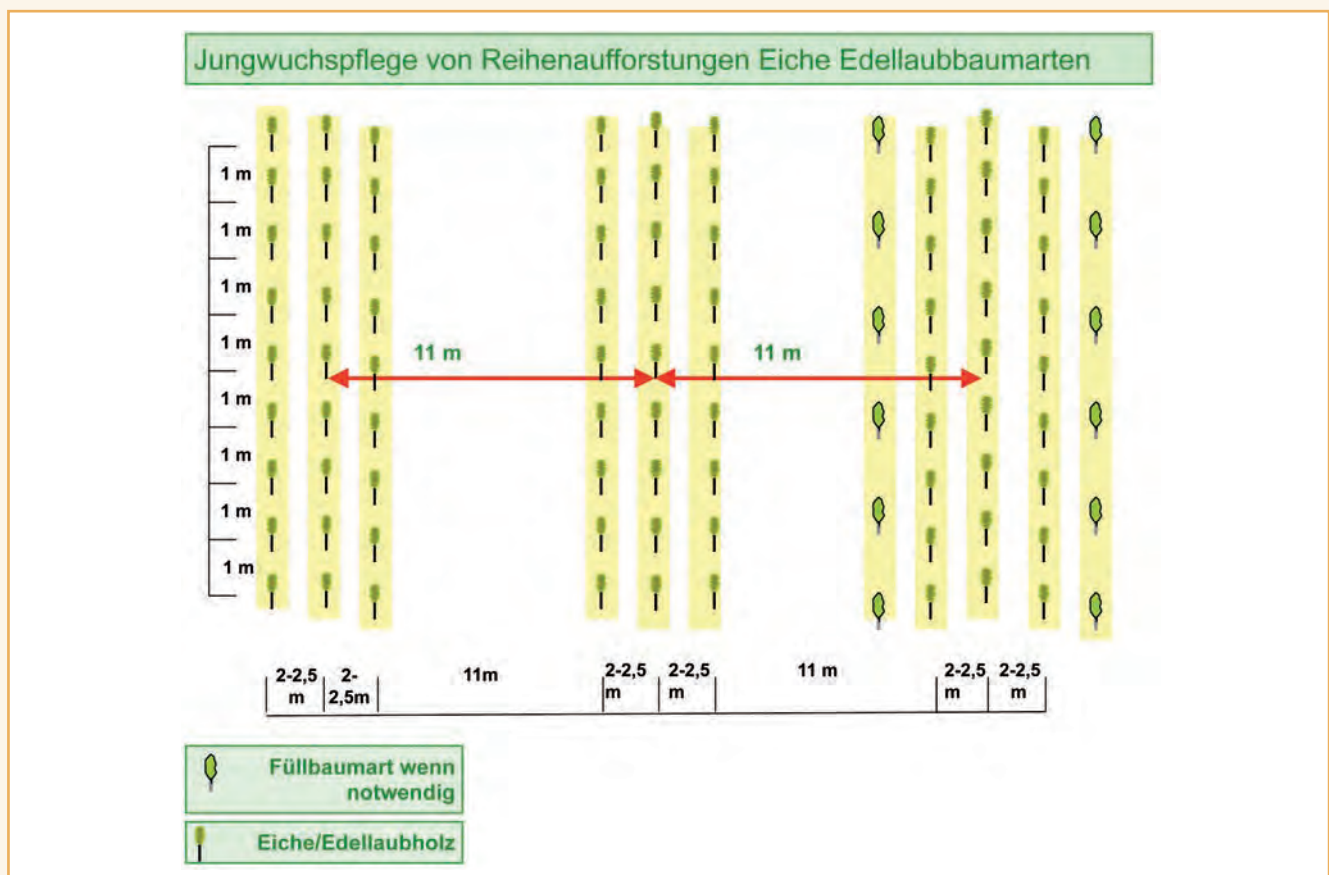 Jungwuchspflege von Reihenaufforstungen Eiche Edellaubbaumarten
1 m
1 m
1 m
1 m
11 m
11 m
1 m
1 m
1 m
1 m
2-2,5 m
2- 2,5m
11m
2-2,5 m
2-2,5 m
11 m
2-2,5 m
2-2,5 m
Füllbaumart wenn
notwendig
Eiche/Edellaubholz